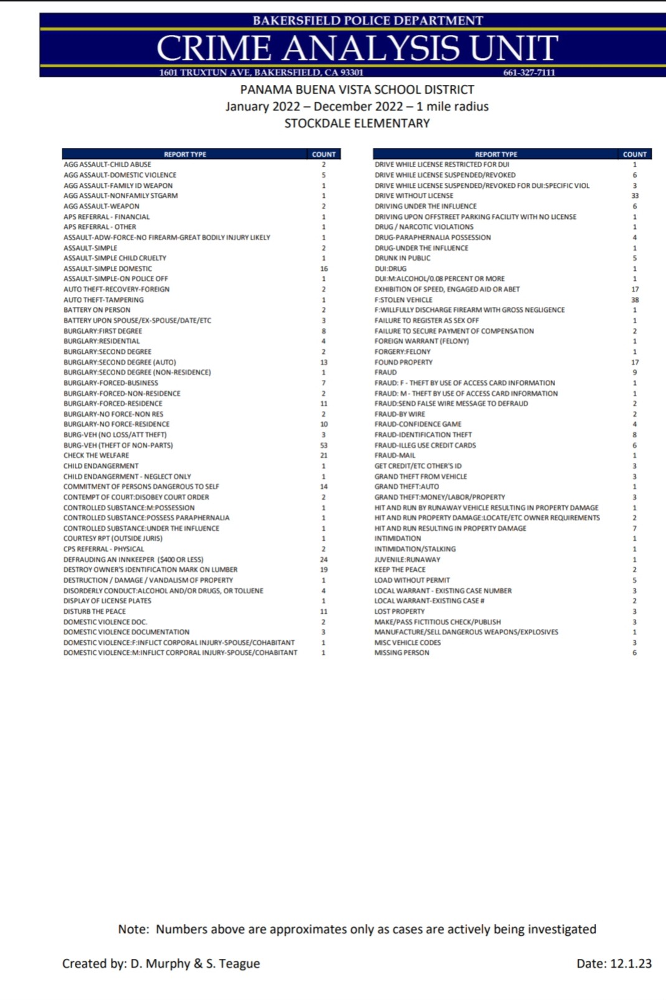 BAKERSFIELD POLICE DEPARTMENT
CRIME ANALYSIS UNIT
1601 TRUXTUN AVE, BAKERSFIELD, CA 93301 661-327-7111
PANAMA BUENA VISTA SCHOOL DISTRICT
January 2022 – December 2022 – 1 mile radius
STOCKDALE ELEMENTARY
REPORT TYPE COUNT
AGG ASSAULT-CHILD ABUSE 2
AGG ASSAULT-DOMESTIC VIOLENCE 5
AGG ASSAULT-FAMILY ID WEAPON 1
AGG ASSAULT-NONFAMILY STGARM 1
AGG ASSAULT-WEAPON 2
APS REFERRAL - FINANCIAL 1
APS REFERRAL - OTHER 1
ASSAULT-ADW-FORCE-NO FIREARM-GREAT BODILY INJURY LIKELY 1
ASSAULT-SIMPLE 2
ASSAULT-SIMPLE CHILD CRUELTY 1
ASSAULT-SIMPLE DOMESTIC 16
ASSAULT-SIMPLE-ON POLICE OFF 1
AUTO THEFT-RECOVERY-FOREIGN 2
AUTO THEFT-TAMPERING 1
BATTERY ON PERSON 2
BATTERY UPON SPOUSE/EX-SPOUSE/DATE/ETC 3
BURGLARY:FIRST DEGREE 8
BURGLARY:RESIDENTIAL 4
BURGLARY:SECOND DEGREE 2
BURGLARY:SECOND DEGREE (AUTO) 13
BURGLARY:SECOND DEGREE (NON-RESIDENCE) 1
BURGLARY-FORCED-BUSINESS 7
BURGLARY-FORCED-NON-RESIDENCE 2
BURGLARY-FORCED-RESIDENCE 11
BURGLARY-NO FORCE-NON RES 2
BURGLARY-NO FORCE-RESIDENCE 10
BURG-VEH (NO LOSS/ATT THEFT) 3
BURG-VEH (THEFT OF NON-PARTS) 53
CHECK THE WELFARE 21
CHILD ENDANGERMENT 1
CHILD ENDANGERMENT - NEGLECT ONLY 1
COMMITMENT OF PERSONS DANGEROUS TO SELF 14
CONTEMPT OF COURT:DISOBEY COURT ORDER 2
CONTROLLED SUBSTANCE:M:POSSESSION 1
CONTROLLED SUBSTANCE:POSSESS PARAPHERNALIA 1
CONTROLLED SUBSTANCE:UNDER THE INFLUENCE 1
COURTESY RPT (OUTSIDE JURIS) 1
CPS REFERRAL - PHYSICAL 2
DEFRAUDING AN INNKEEPER ($400 OR LESS) 24
DESTROY OWNER'S IDENTIFICATION MARK ON LUMBER 19
DESTRUCTION / DAMAGE / VANDALISM OF PROPERTY 1
DISORDERLY CONDUCT:ALCOHOL AND/OR DRUGS, OR TOLUENE 4
DISPLAY OF LICENSE PLATES 1
DISTURB THE PEACE 11
DOMESTIC VIOLENCE DOC. 2
DOMESTIC VIOLENCE DOCUMENTATION 3
DOMESTIC VIOLENCE:F:INFLICT CORPORAL INJURY-SPOUSE/COHABITANT 1
DOMESTIC VIOLENCE:M:INFLICT CORPORAL INJURY-SPOUSE/COHABITANT 1
REPORT TYPE COUNT
DRIVE WHILE LICENSE RESTRICTED FOR DUI 1
DRIVE WHILE LICENSE SUSPENDED/REVOKED 6
DRIVE WHILE LICENSE SUSPENDED/REVOKED FOR DUI:SPECIFIC VIOL 3
DRIVE WITHOUT LICENSE 33
DRIVING UNDER THE INFLUENCE 6
DRIVING UPON OFFSTREET PARKING FACILITY WITH NO LICENSE 1
DRUG / NARCOTIC VIOLATIONS 1
DRUG-PARAPHERNALIA POSSESSION 4
DRUG-UNDER THE INFLUENCE 1
DRUNK IN PUBLIC 5
DUI:DRUG 1
DUI:M:ALCOHOL/0.08 PERCENT OR MORE 1
EXHIBITION OF SPEED, ENGAGED AID OR ABET 17
F:STOLEN VEHICLE 38
F:WILLFULLY DISCHARGE FIREARM WITH GROSS NEGLIGENCE 1
FAILURE TO REGISTER AS SEX OFF 1
FAILURE TO SECURE PAYMENT OF COMPENSATION 2
FOREIGN WARRANT (FELONY) 1
FORGERY:FELONY 1
FOUND PROPERTY 17
FRAUD 9
FRAUD: F - THEFT BY USE OF ACCESS CARD INFORMATION 1
FRAUD: M - THEFT BY USE OF ACCESS CARD INFORMATION 1
FRAUD:SEND FALSE WIRE MESSAGE TO DEFRAUD 2
FRAUD-BY WIRE 2
FRAUD-CONFIDENCE GAME 4
FRAUD-IDENTIFICATION THEFT 8
FRAUD-ILLEG USE CREDIT CARDS 6
FRAUD-MAIL 1
GET CREDIT/ETC OTHER'S ID 3
GRAND THEFT FROM VEHICLE 3
GRAND THEFT:AUTO 1
GRAND THEFT:MONEY/LABOR/PROPERTY 3
HIT AND RUN BY RUNAWAY VEHICLE RESULTING IN PROPERTY DAMAGE 1
HIT AND RUN PROPERTY DAMAGE:LOCATE/ETC OWNER REQUIREMENTS 2
HIT AND RUN RESULTING IN PROPERTY DAMAGE 7
INTIMIDATION 1
INTIMIDATION/STALKING 1
JUVENILE:RUNAWAY 1
KEEP THE PEACE 2
LOAD WITHOUT PERMIT 5
LOCAL WARRANT - EXISTING CASE NUMBER 3
LOCAL WARRANT-EXISTING CASE # 2
LOST PROPERTY 3
MAKE/PASS FICTITIOUS CHECK/PUBLISH 3
MANUFACTURE/SELL DANGEROUS WEAPONS/EXPLOSIVES 1
MISC VEHICLE CODES 3
MISSING PERSON 6
Note: Numbers above are approximates only as cases are actively being investigated
Created by: D. Murphy & S. Teague Date: 12.1.23